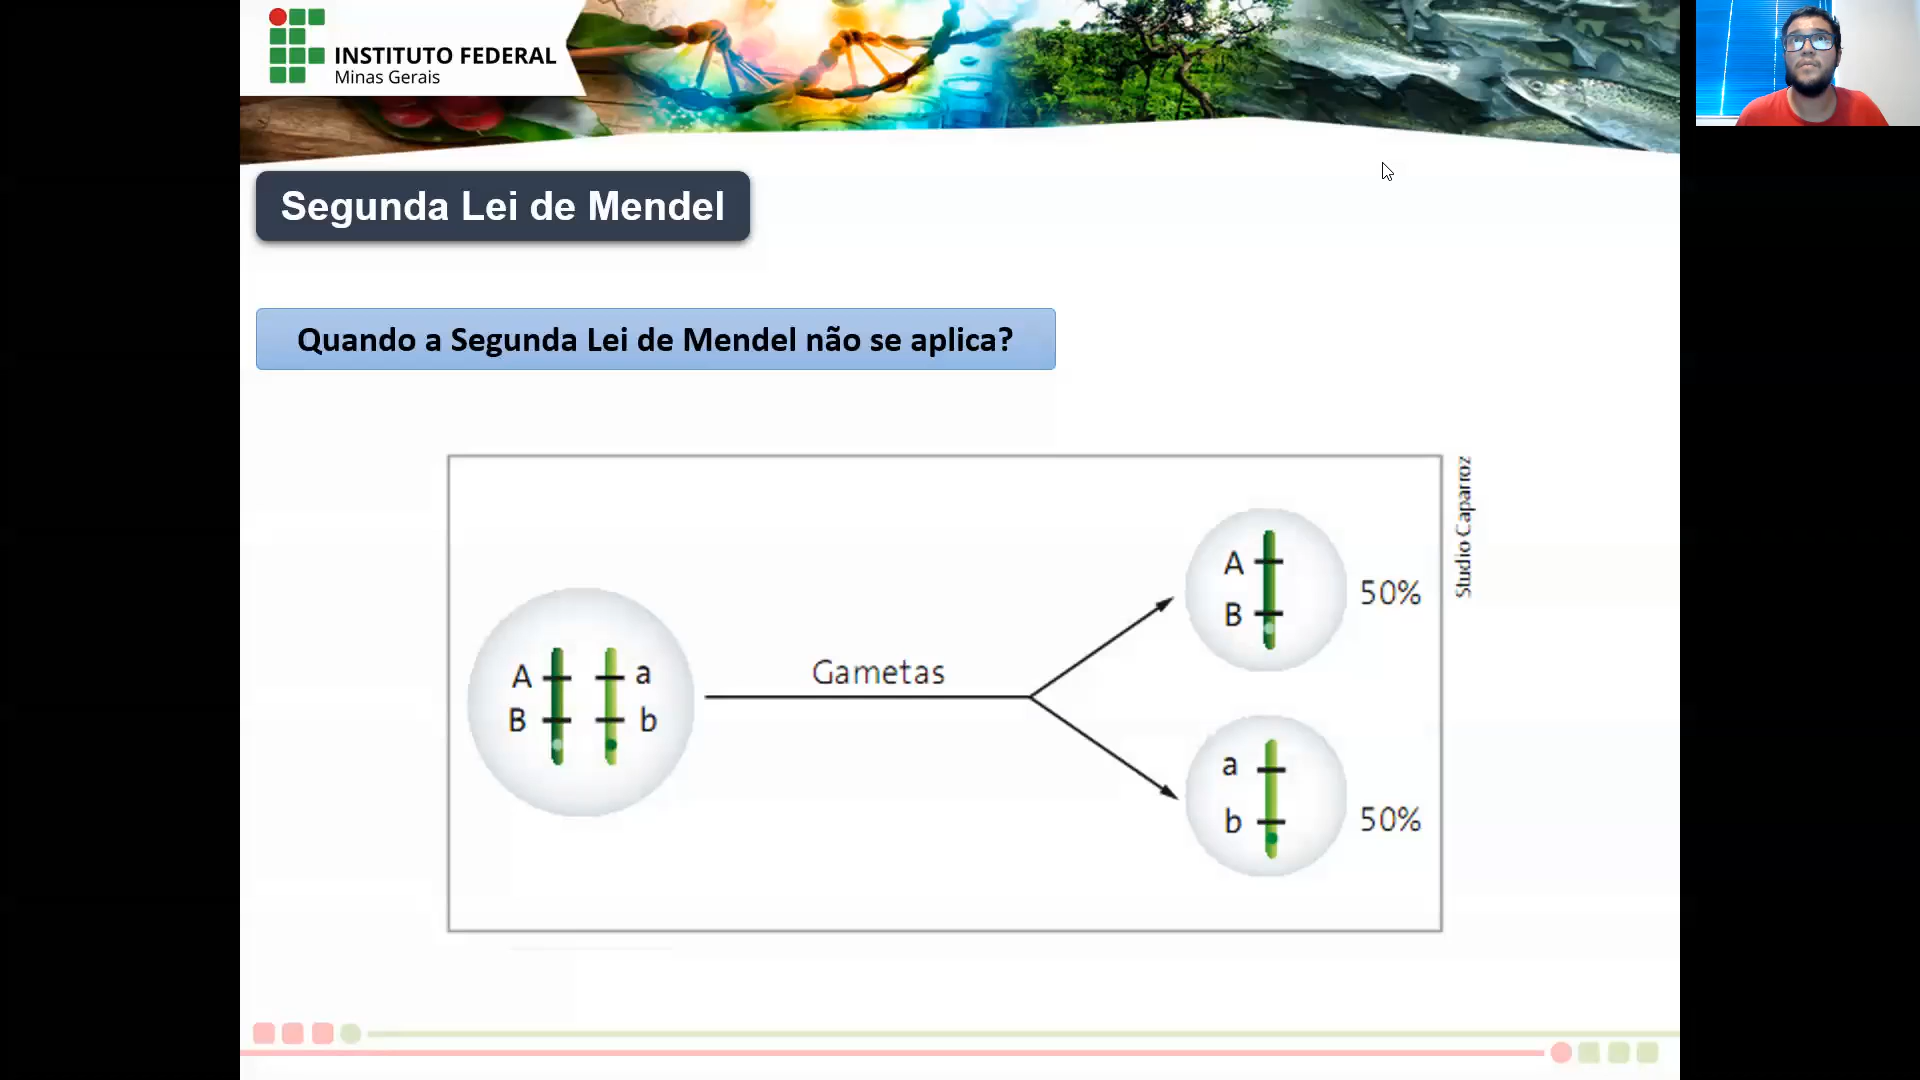 INSTITUTO FEDERAL
Minas Gerais
Segunda Lei de Mendel
Quando a Segunda Lei de Mendel não se aplica?
A a
B b
Gametas
A
B
50%
a
b
50%
Studio Caparroz